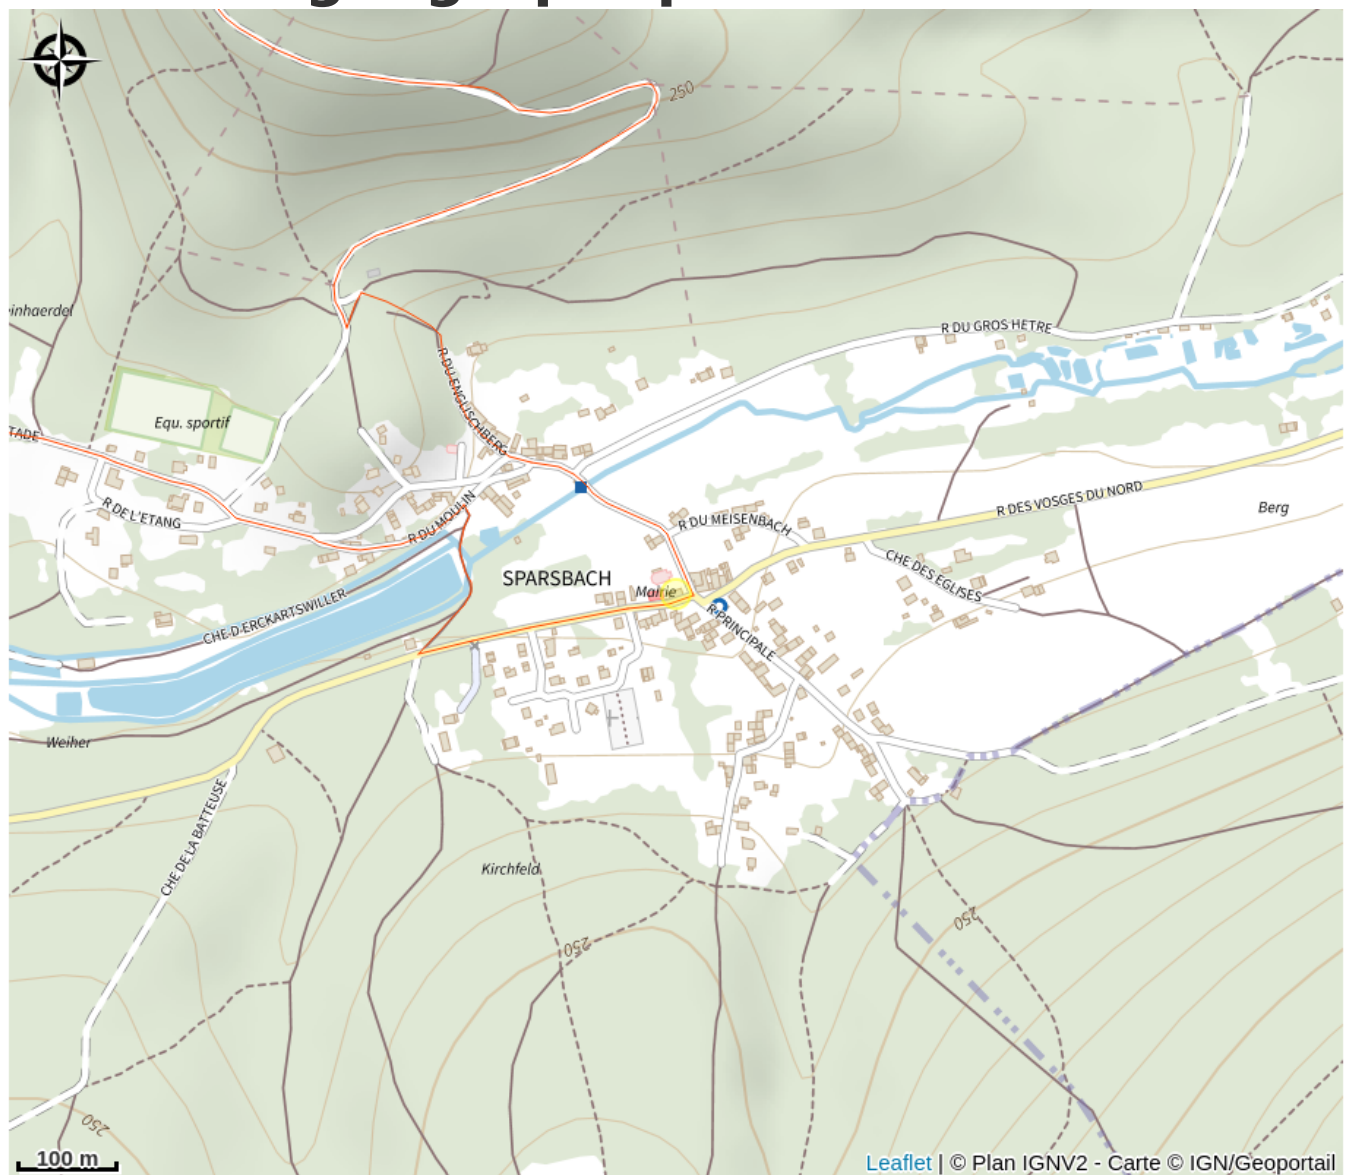 250
einhaerdel
R DU GROS HETRE
R DU ENGLISCHBERG
Equ. sportif
TADE
R DE L'ETANG
R DU MOULIN
R DU MEISENBACH
R DES VOSGES DU NORD
Berg
CHE DES EGLISES
SPARSBACH
Mairie
R PRINCIPALE
CHE D ERCKARTSWILLER
Weiher
CHE DE LA BATTEUSE
Kirchfeld
250
250
250
100 m
Leaflet | © Plan IGNV2 - Carte © IGN/Geoportail